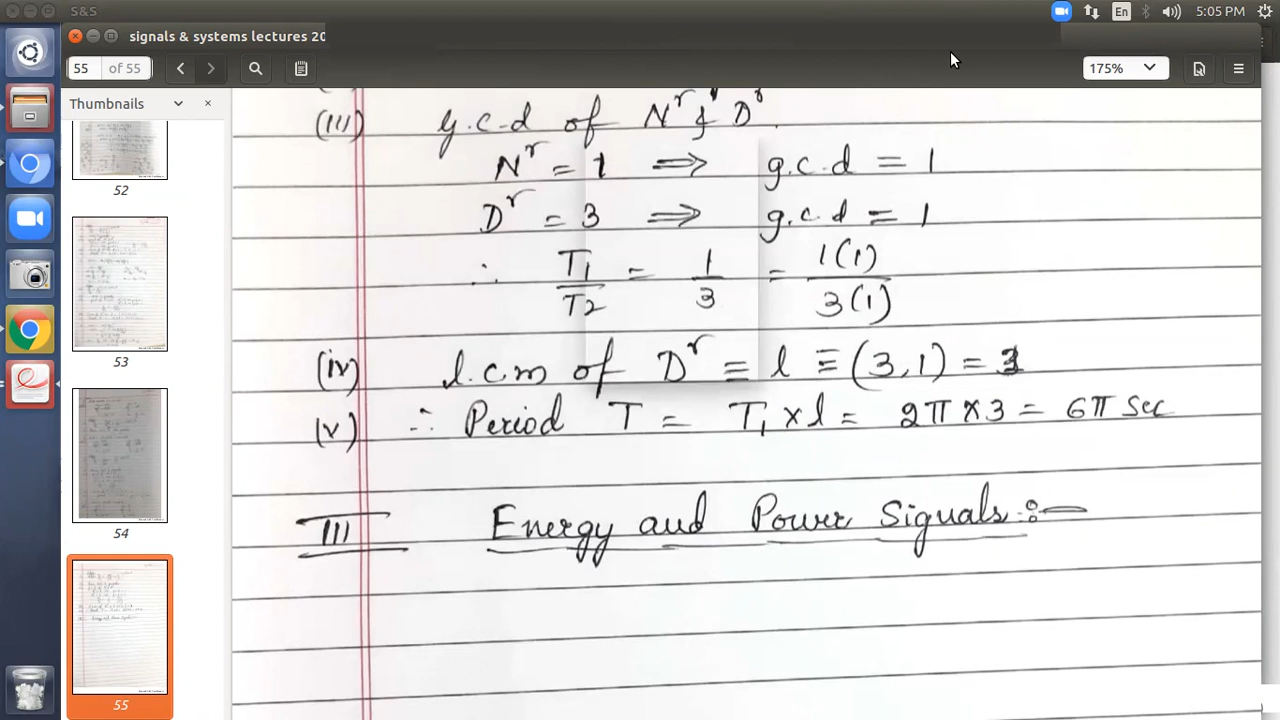 S&S
En
5:05 PM
signals & systems lectures 20
55 of 55
175%
Thumbnails
52
53
54
55
(III) g.c.d of Nʳ & Dʳ.
Nʳ = 1 ⟹ g.c.d = 1
Dʳ = 3 ⟹ g.c.d = 1
∴ T₁/T2 = 1/3 = 1(1)/3(1)
(iv) l.c.m of Dʳ = l ≡ (3,1) = 3
(v) ∴ Period T = T₁ × l = 2π × 3 = 6π Sec
III Energy and Power Signals :-